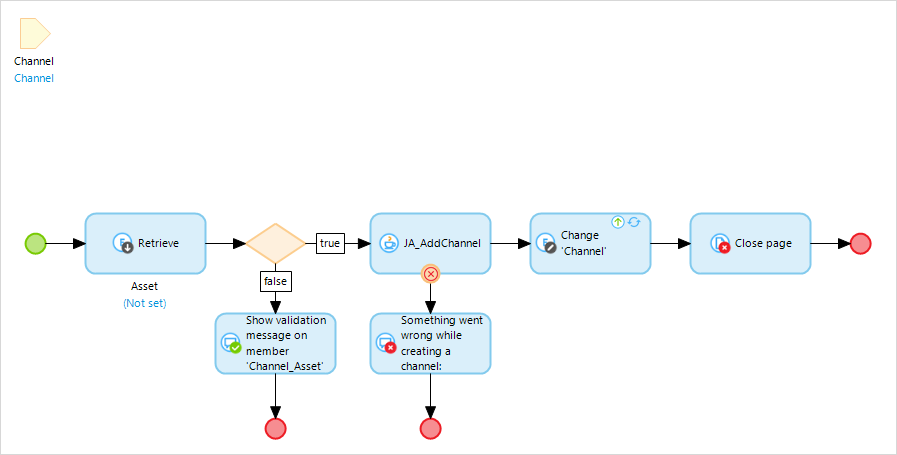 Channel
Channel
Retrieve
Asset
(Not set)
true
false
JA_AddChannel
Change
'Channel'
Close page
Show validation
message on
member
'Channel_Asset'
Something went
wrong while
creating a
channel: